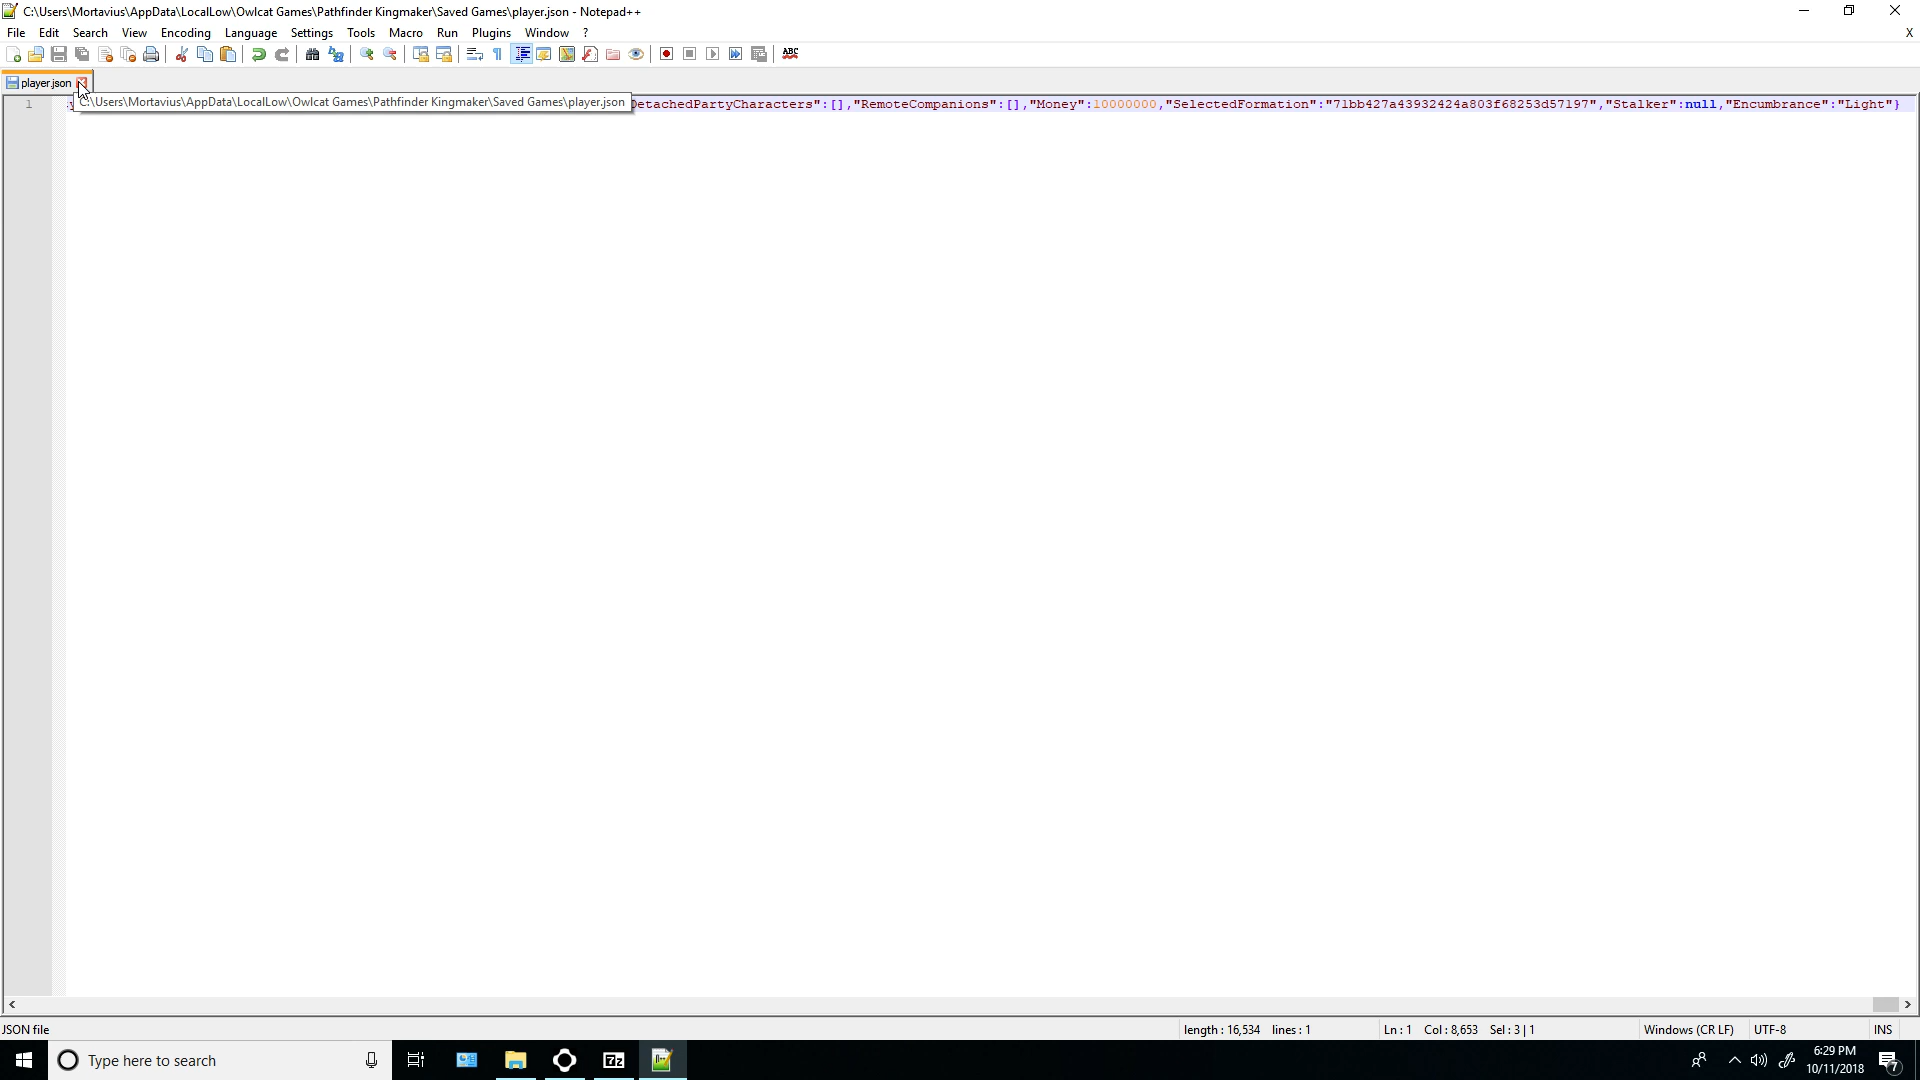 C:\Users\Mortavius\AppData\LocalLow\Owlcat Games\Pathfinder Kingmaker\Saved Games\player.json - Notepad++
File Edit Search View Encoding Language Settings Tools Macro Run Plugins Window ? X
ABC
player.json
C:\Users\Mortavius\AppData\LocalLow\Owlcat Games\Pathfinder Kingmaker\Saved Games\player.json
1 DetachedPartyCharacters":[],"RemoteCompanions":[],"Money":10000000,"SelectedFormation":"71bb427a43932424a803f68253d57197","Stalker":null,"Encumbrance":"Light"}
JSON file length : 16,534 lines : 1 Ln : 1 Col : 8,653 Sel : 3 | 1 Windows (CR LF) UTF-8 INS
Type here to search 7z 6:29 PM
10/11/2018 7